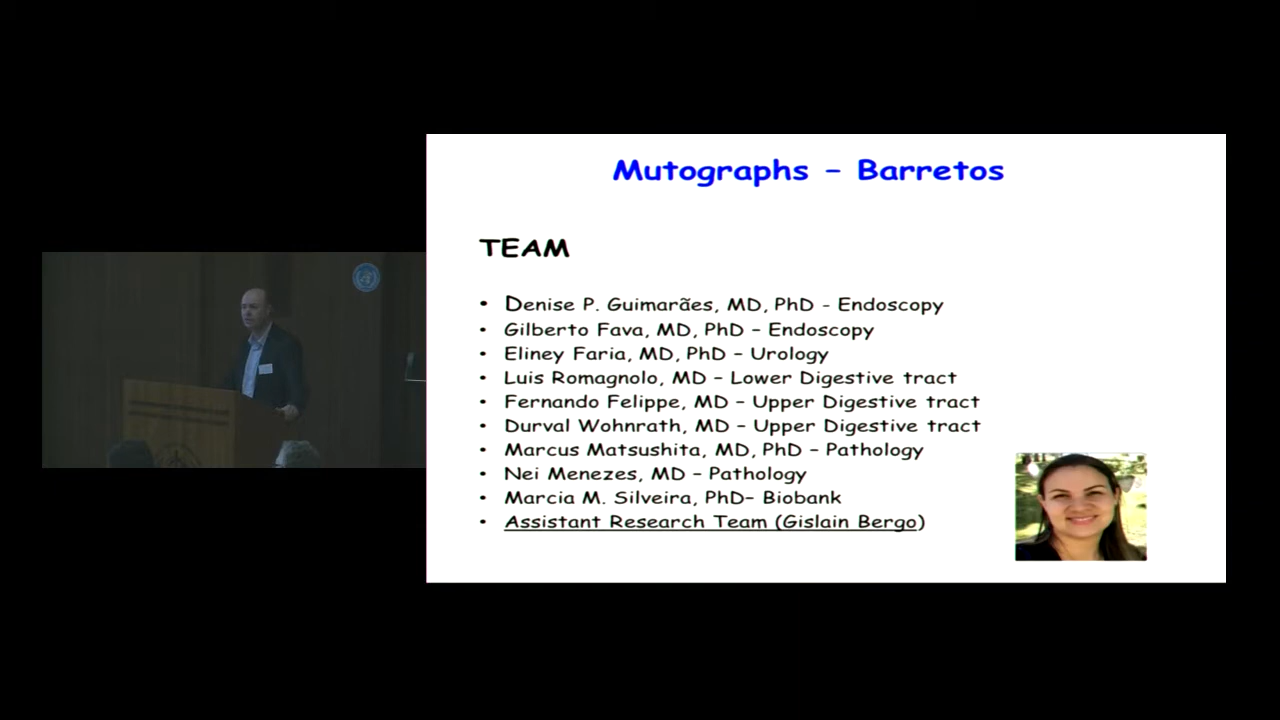 Mutographs – Barretos
TEAM
• Denise P. Guimarães, MD, PhD - Endoscopy
• Gilberto Fava, MD, PhD – Endoscopy
• Eliney Faria, MD, PhD – Urology
• Luis Romagnolo, MD – Lower Digestive tract
• Fernando Felippe, MD – Upper Digestive tract
• Durval Wohnrath, MD – Upper Digestive tract
• Marcus Matsushita, MD, PhD – Pathology
• Nei Menezes, MD – Pathology
• Marcia M. Silveira, PhD– Biobank
• Assistant Research Team (Gislain Bergo)